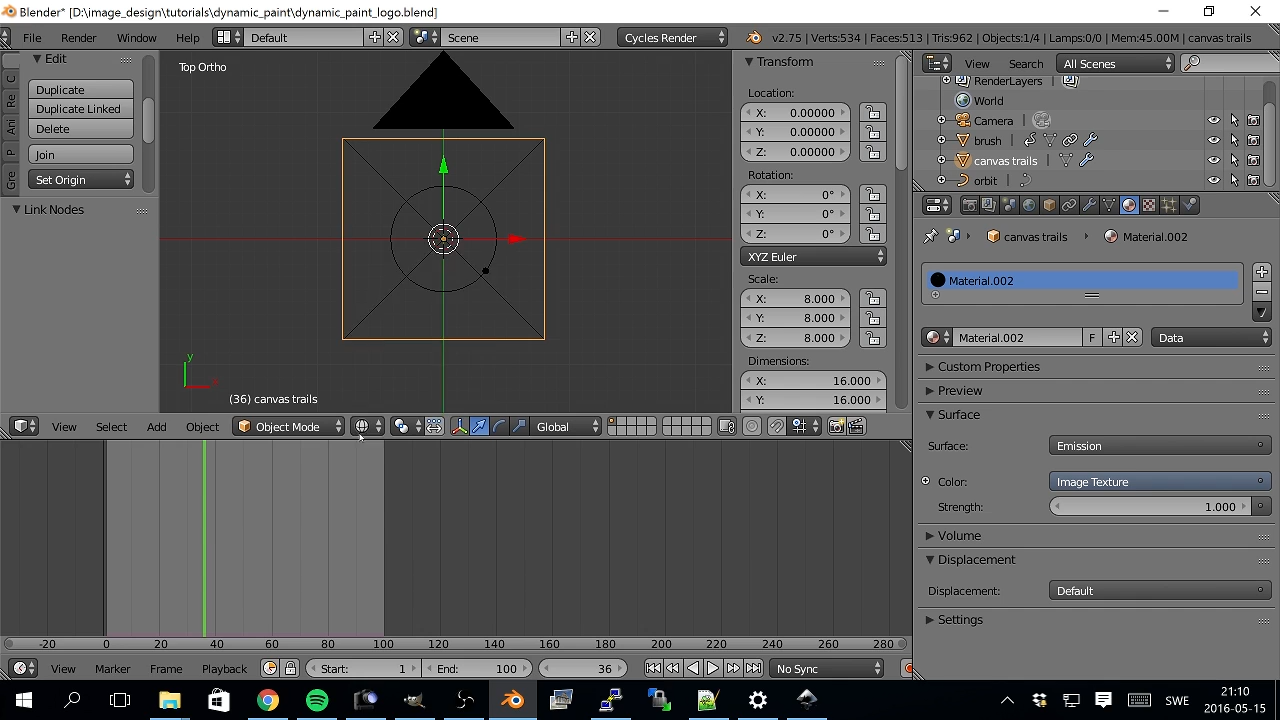 Blender* [D:\image_design\tutorials\dynamic_paint\dynamic_paint_logo.blend]
File Render Window Help Default Scene Cycles Render v2.75 | Verts:534 | Faces:513 | Tris:962 | Objects:1/4 | Lamps:0/0 | Mem:45.00M | canvas trails
Edit
Duplicate
Duplicate Linked
Delete
Join
Set Origin
Link Nodes
C
Re
Ani
P
Gre
Top Ortho
y
(36) canvas trails
Transform
Location:
X: 0.00000
Y: 0.00000
Z: 0.00000
Rotation:
X: 0°
Y: 0°
Z: 0°
XYZ Euler
Scale:
X: 8.000
Y: 8.000
Z: 8.000
Dimensions:
X: 16.000
Y: 16.000
View Search All Scenes
RenderLayers
World
Camera
brush
canvas trails
orbit
canvas trails Material.002
Material.002
Material.002 F Data
Custom Properties
Preview
Surface
Surface: Emission
Color: Image Texture
Strength: 1.000
Volume
Displacement
Displacement: Default
Settings
View Select Add Object Object Mode Global
-20 0 20 40 60 80 100 120 140 160 180 200 220 240 260 280
View Marker Frame Playback Start: 1 End: 100 36 No Sync
SWE
21:10
2016-05-15